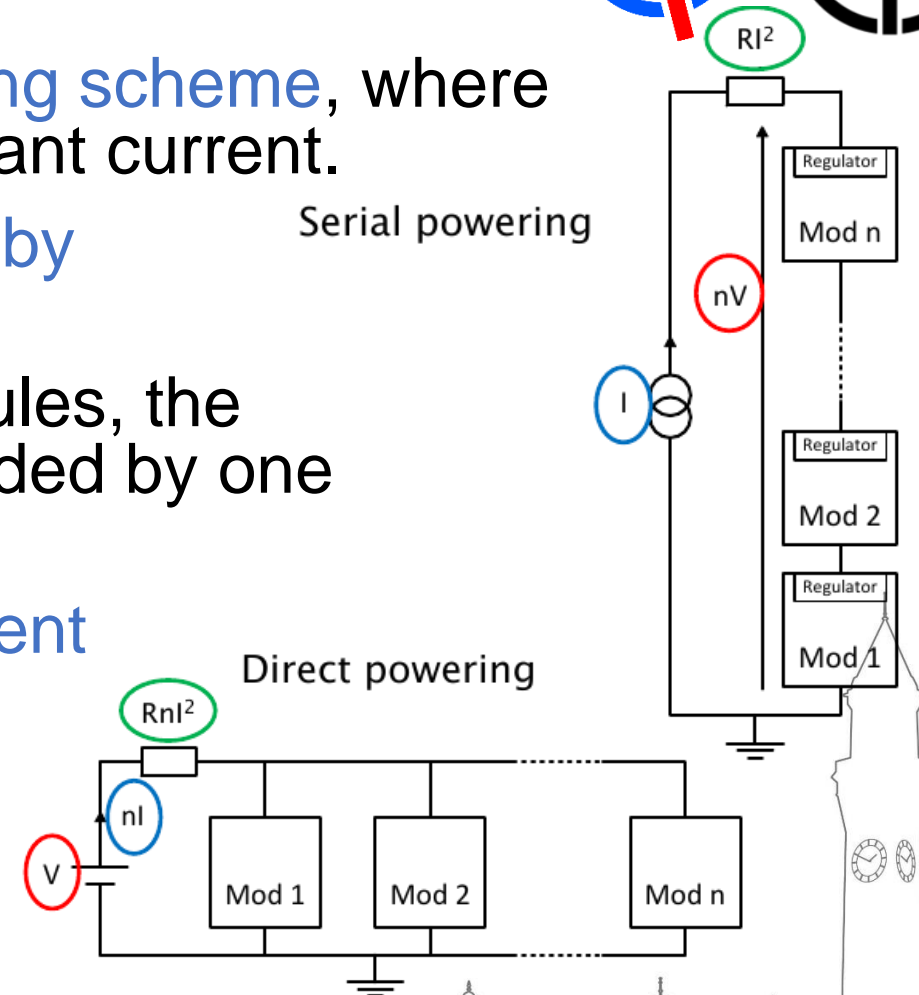 ng scheme, where
ant current.
by
ules, the
ded by one
ent
Serial powering
RI²
Regulator
Mod n
nV
I
Regulator
Mod 2
Regulator
Mod 1
Direct powering
RnI²
nI
V
Mod 1
Mod 2
Mod n